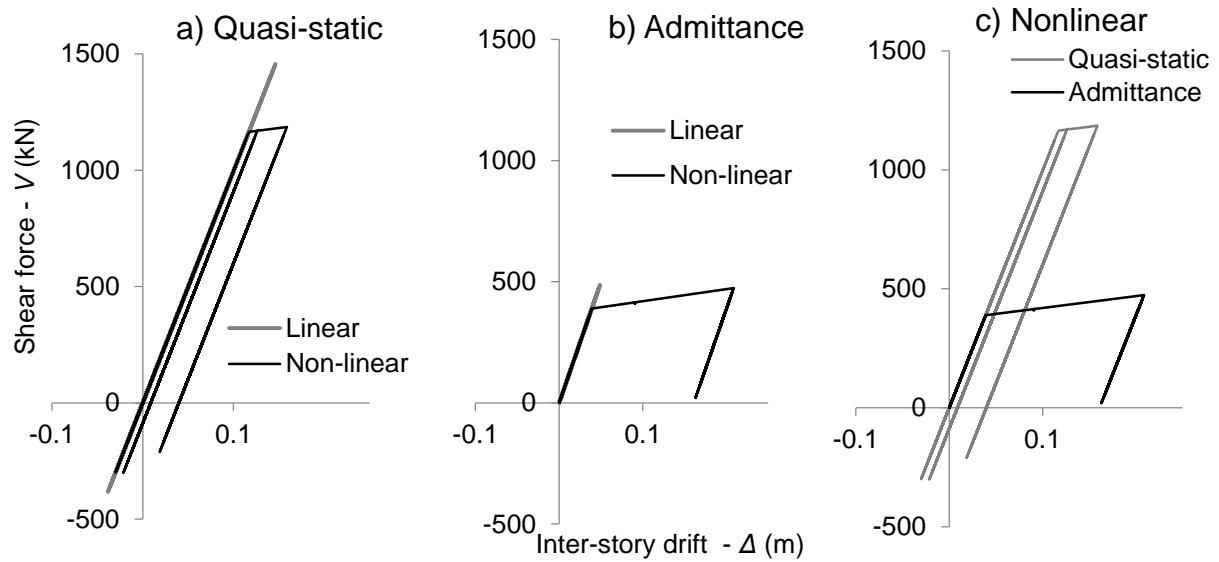 a) Quasi-static
1500
1000
500
0
-500
-0.1
0.1
Shear force - V (kN)
Linear
Non-linear
b) Admittance
1500
1000
500
0
-500
-0.1
0.1
Linear
Non-linear
Inter-story drift - Δ (m)
c) Nonlinear
1500
1000
500
0
-500
-0.1
0.1
Quasi-static
Admittance